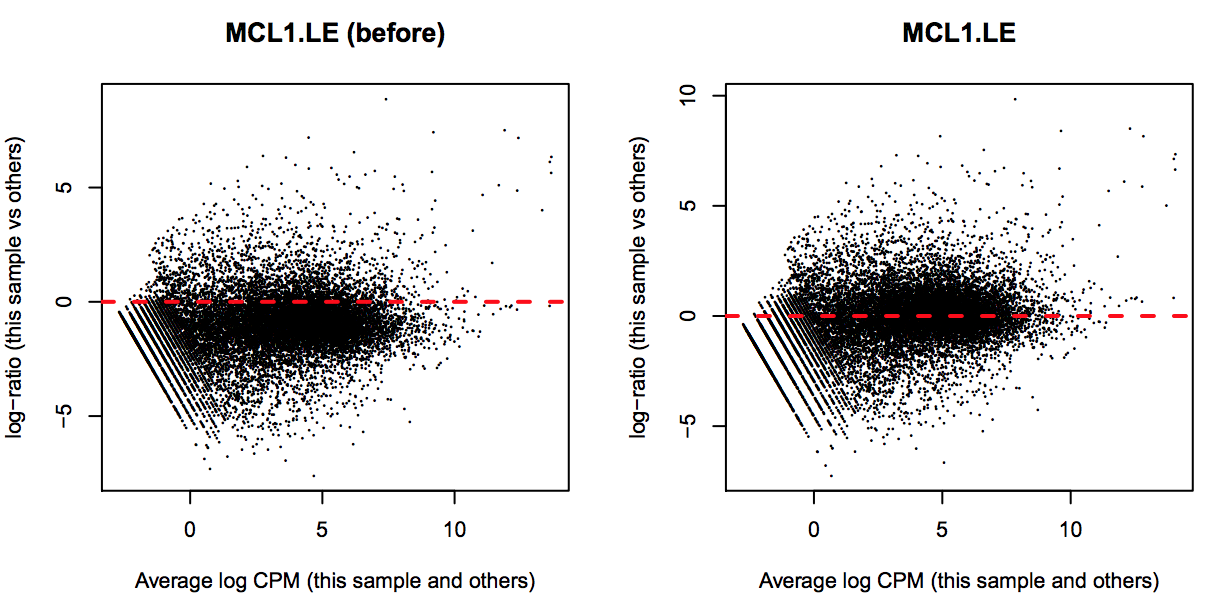 MCL1.LE (before)
log−ratio (this sample vs others)
5
0
−5
0 5 10
Average log CPM (this sample and others)
MCL1.LE
log−ratio (this sample vs others)
10
5
0
−5
0 5 10
Average log CPM (this sample and others)